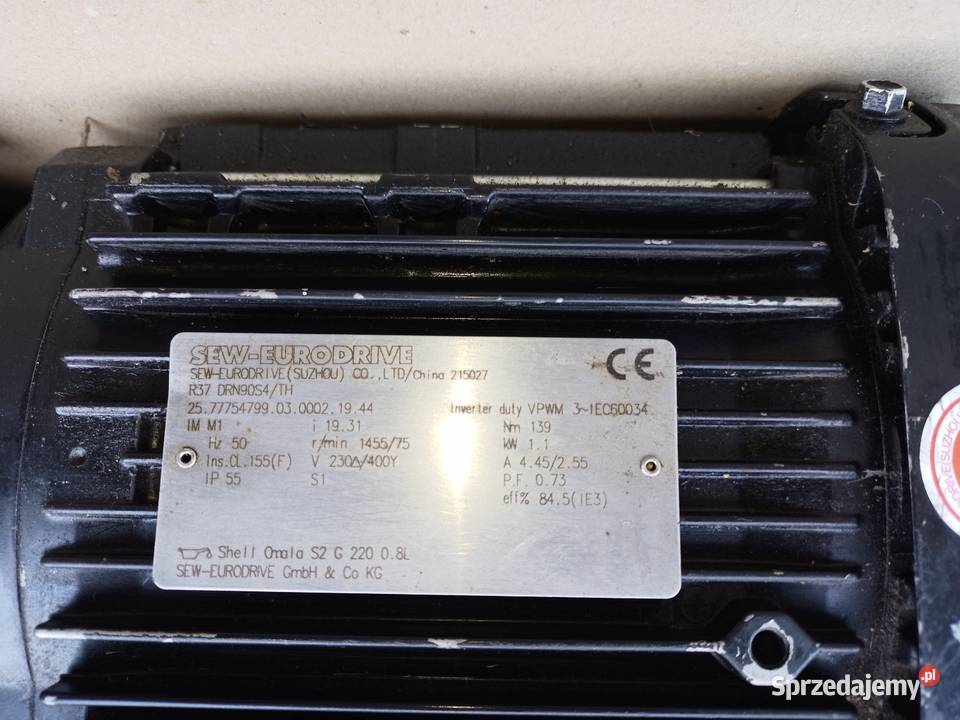 SEW-EURODRIVE
SEW-EURODRIVE(SUZHOU) CO.,LTD/China 215027
R37 DRN90S4/TH
25.77754799.03.0002.19.44 Inverter duty VPWM 3~IEC60034
IM M1 i 19.31 Nm 139
Hz 50 r/min 1455/75 kW 1.1
Ins.CL.155(F) V 230Δ/400Y A 4.45/2.55
IP 55 S1 P.F. 0.73
eff% 84.5(IE3)
Shell Omala S2 G 220 0.8L
SEW-EURODRIVE GmbH & Co KG
CE
Sprzedajemy.pl